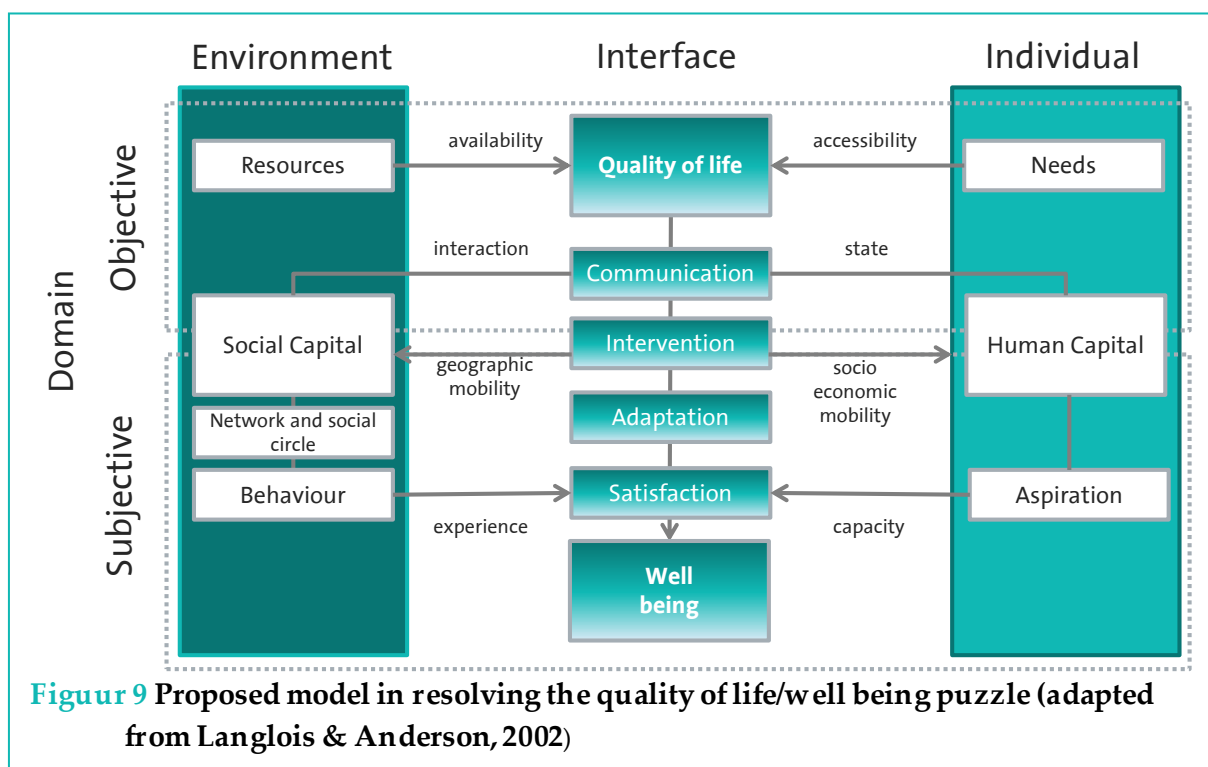 Environment
Interface
Individual
Domain
Objective
Subjective
Resources
availability
Quality of life
accessibility
Needs
interaction
Communication
state
Social Capital
Intervention
Human Capital
geographic
mobility
socio
economic
mobility
Network and social
circle
Adaptation
Behaviour
Satisfaction
Aspiration
experience
capacity
Well
being
Figuur 9 Proposed model in resolving the quality of life/well being puzzle (adapted
from Langlois & Anderson, 2002)